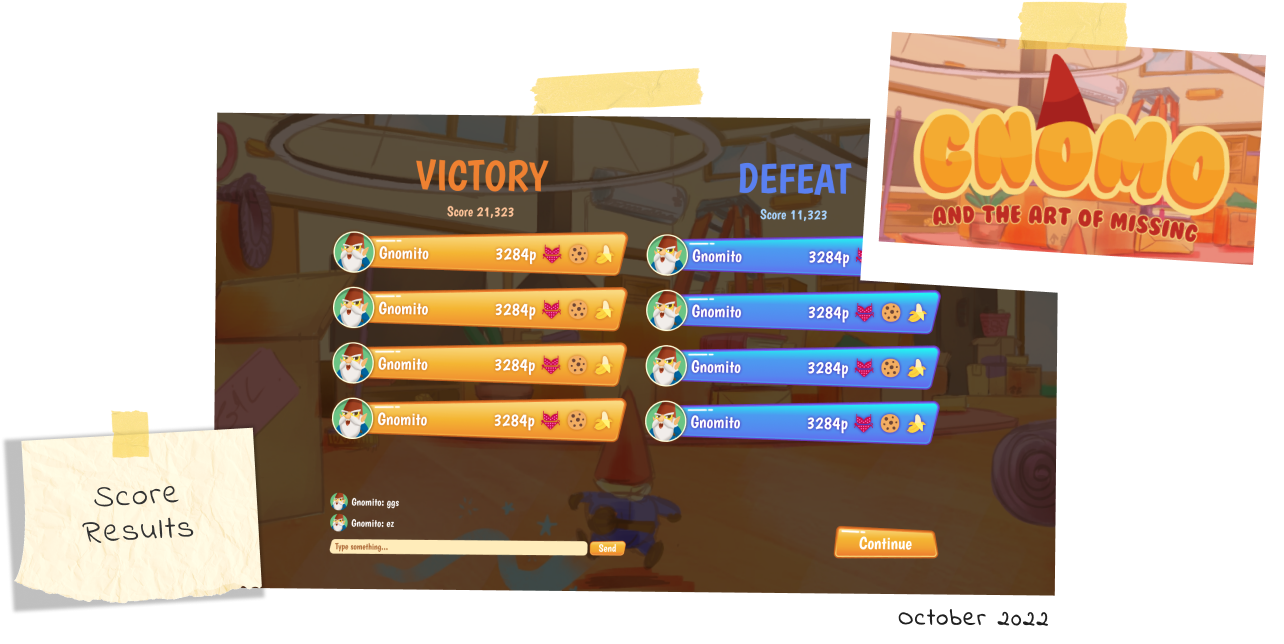 GNOMO
AND THE ART OF MISSING
VICTORY
Score 21,323
Gnomito 3284p
Gnomito 3284p
Gnomito 3284p
Gnomito 3284p
DEFEAT
Score 11,323
Gnomito 3284p
Gnomito 3284p
Gnomito 3284p
Gnomito 3284p
Gnomito: ggs
Gnomito: ez
Type something...
Send
Continue
Score
Results
October 2022